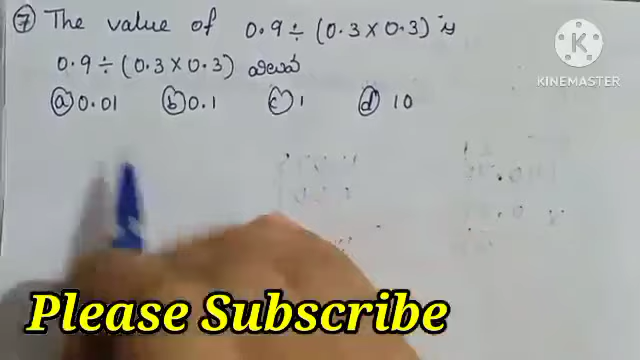 ⑦ The value of 0.9 ÷ (0.3 × 0.3) is
0.9 ÷ (0.3 × 0.3) విలువ
ⓐ 0.01 ⓑ 0.1 ⓒ 1 ⓓ 10
KINEMASTER
Please Subscribe